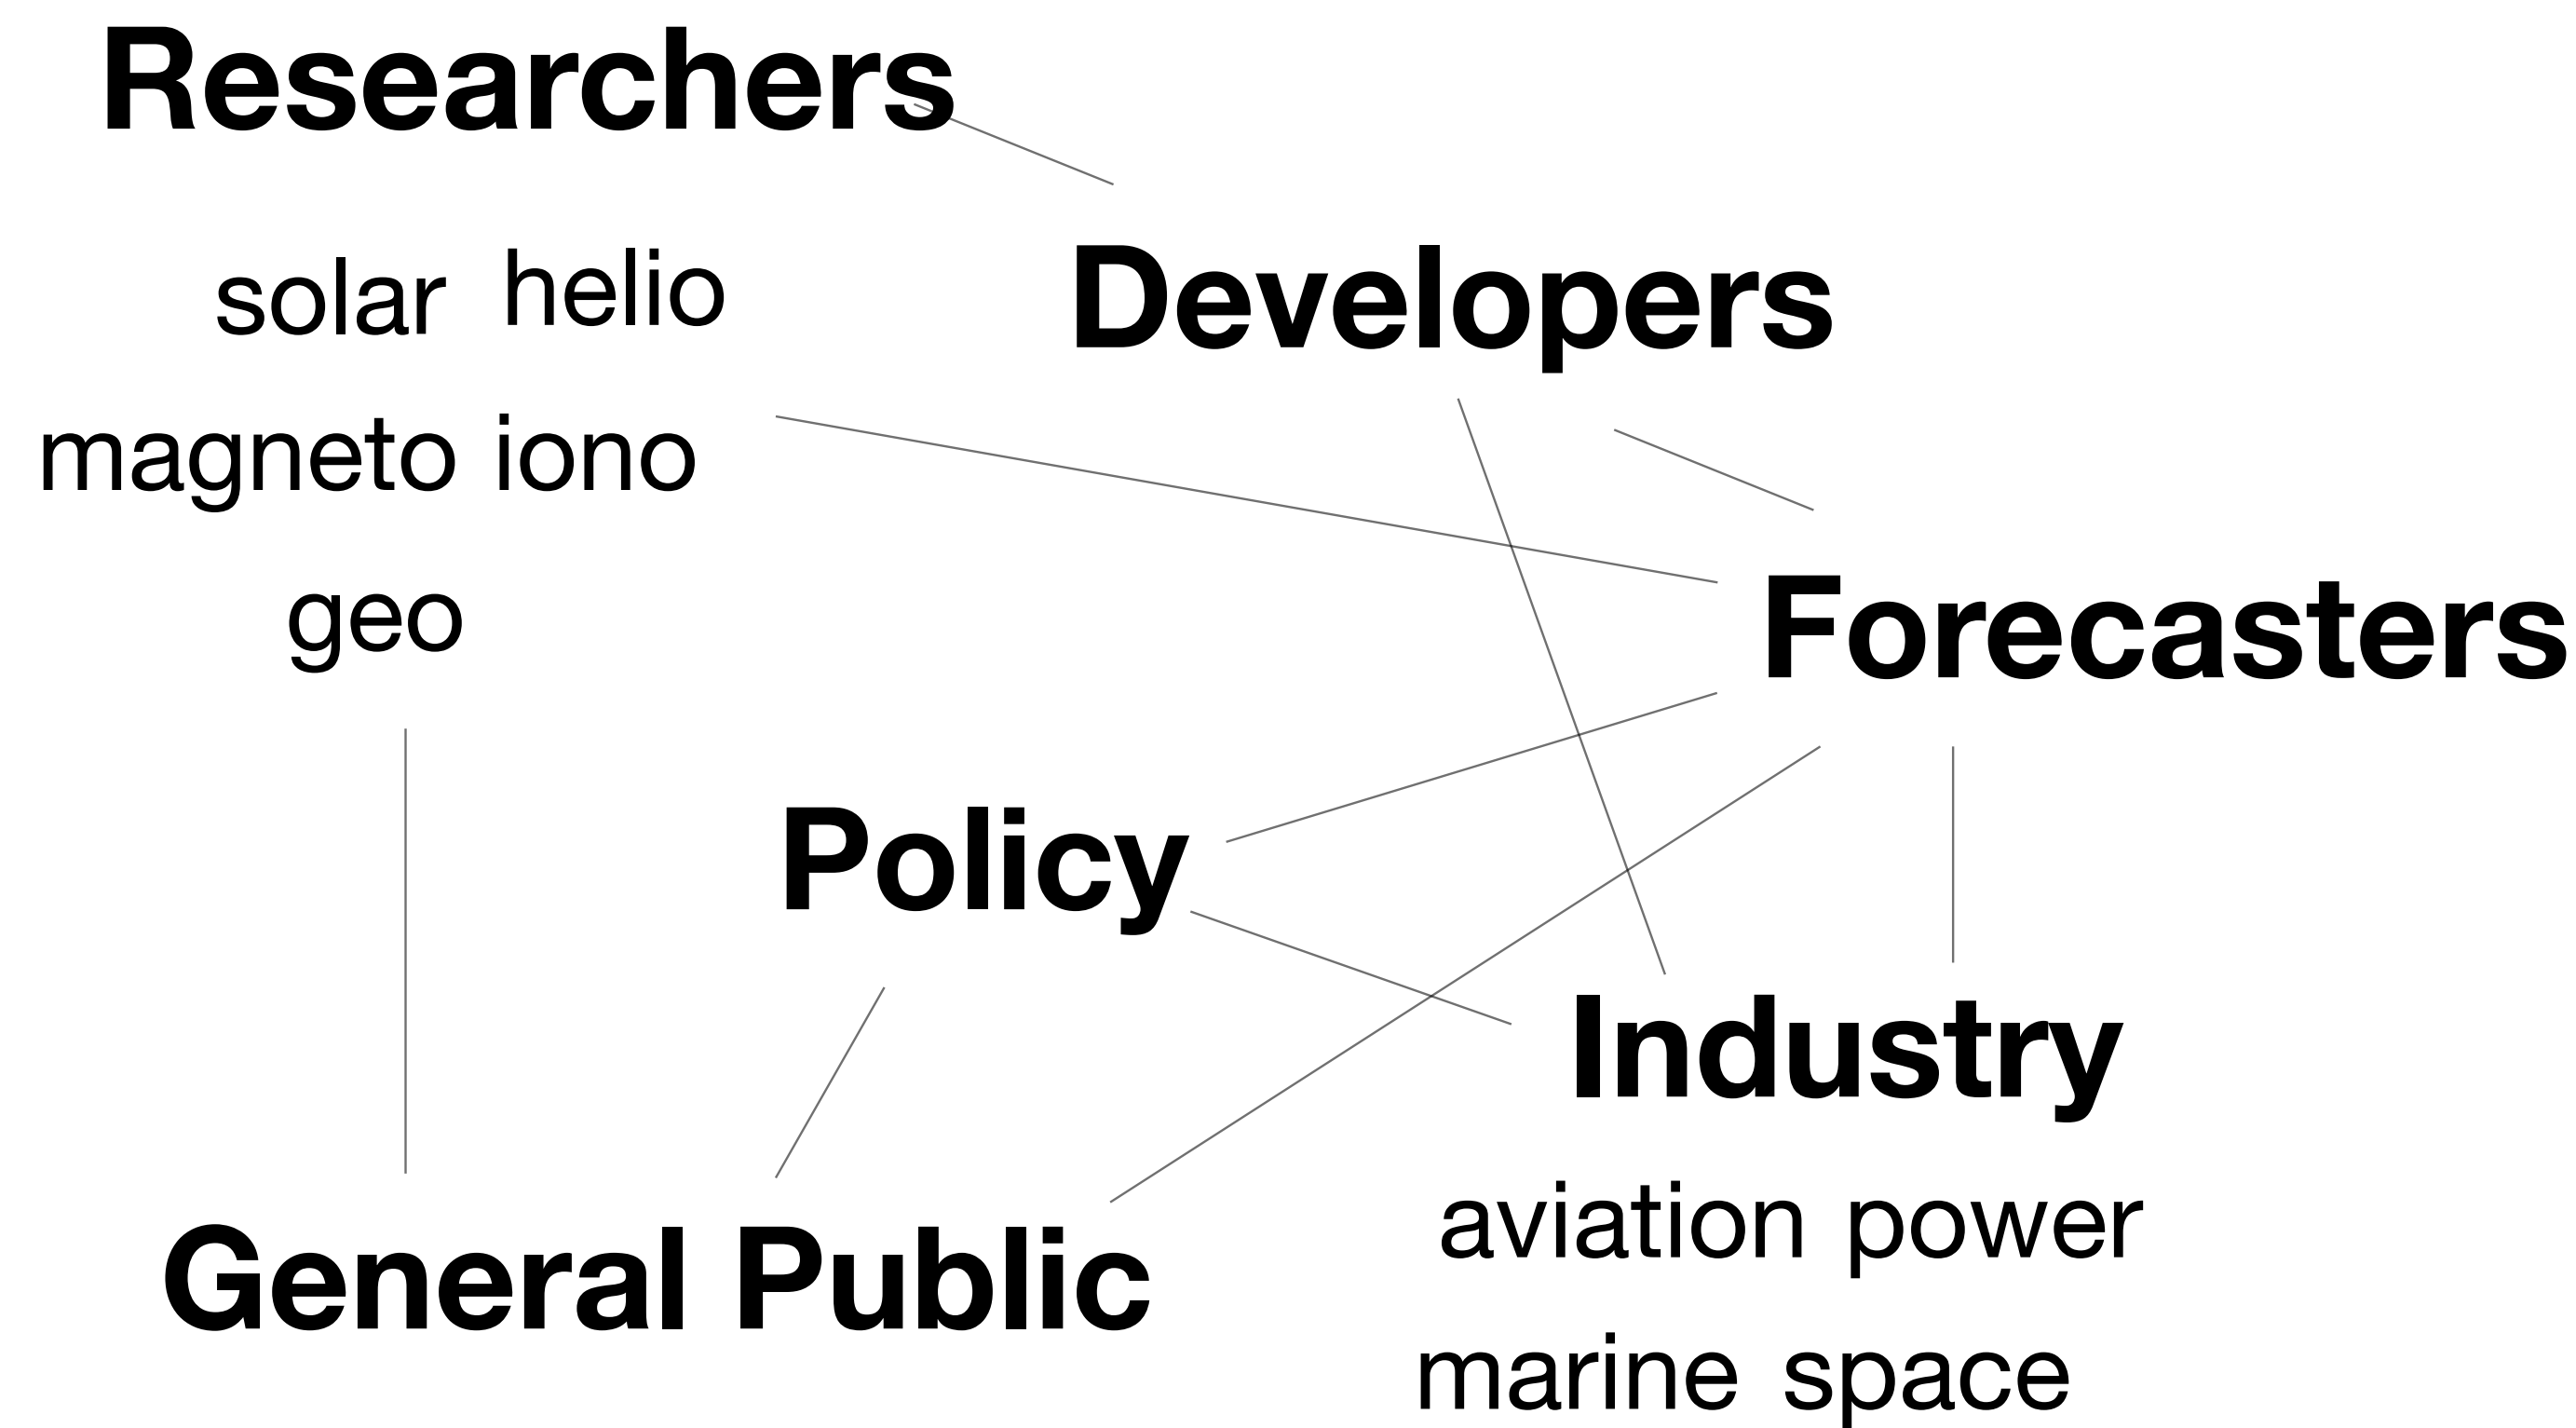 Researchers
solar helio
magneto iono
geo
Developers
Forecasters
Policy
Industry
aviation power
marine space
General Public